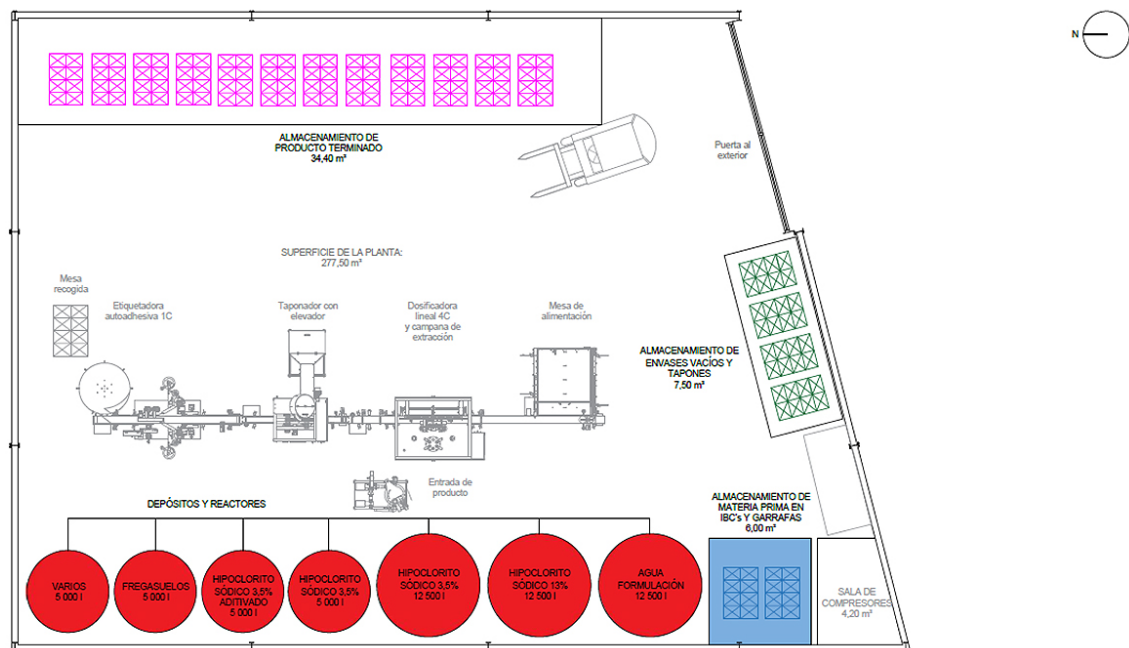 N
ALMACENAMIENTO DE
PRODUCTO TERMINADO
34,40 m²
Puerta al
exterior
SUPERFICIE DE LA PLANTA:
277,50 m²
Mesa
recogida
Etiquetadora
autoadhesiva 1C
Taponador con
elevador
Dosificadora
lineal 4C
y campana de
extracción
Mesa de
alimentación
ALMACENAMIENTO DE
ENVASES VACÍOS Y
TAPONES
7,50 m²
Entrada de
producto
DEPÓSITOS Y REACTORES
ALMACENAMIENTO DE
MATERIA PRIMA EN
IBC's Y GARRAFAS
6,00 m²
VARIOS
5 000 l
FREGASUELOS
5 000 l
HIPOCLORITO
SÓDICO 3,5%
ADITIVADO
5 000 l
HIPOCLORITO
SÓDICO 3,5%
5 000 l
HIPOCLORITO
SÓDICO 3,5%
12 500 l
HIPOCLORITO
SÓDICO 13%
12 500 l
AGUA
FORMULACIÓN
12 500 l
SALA DE
COMPRESORES
4,20 m²